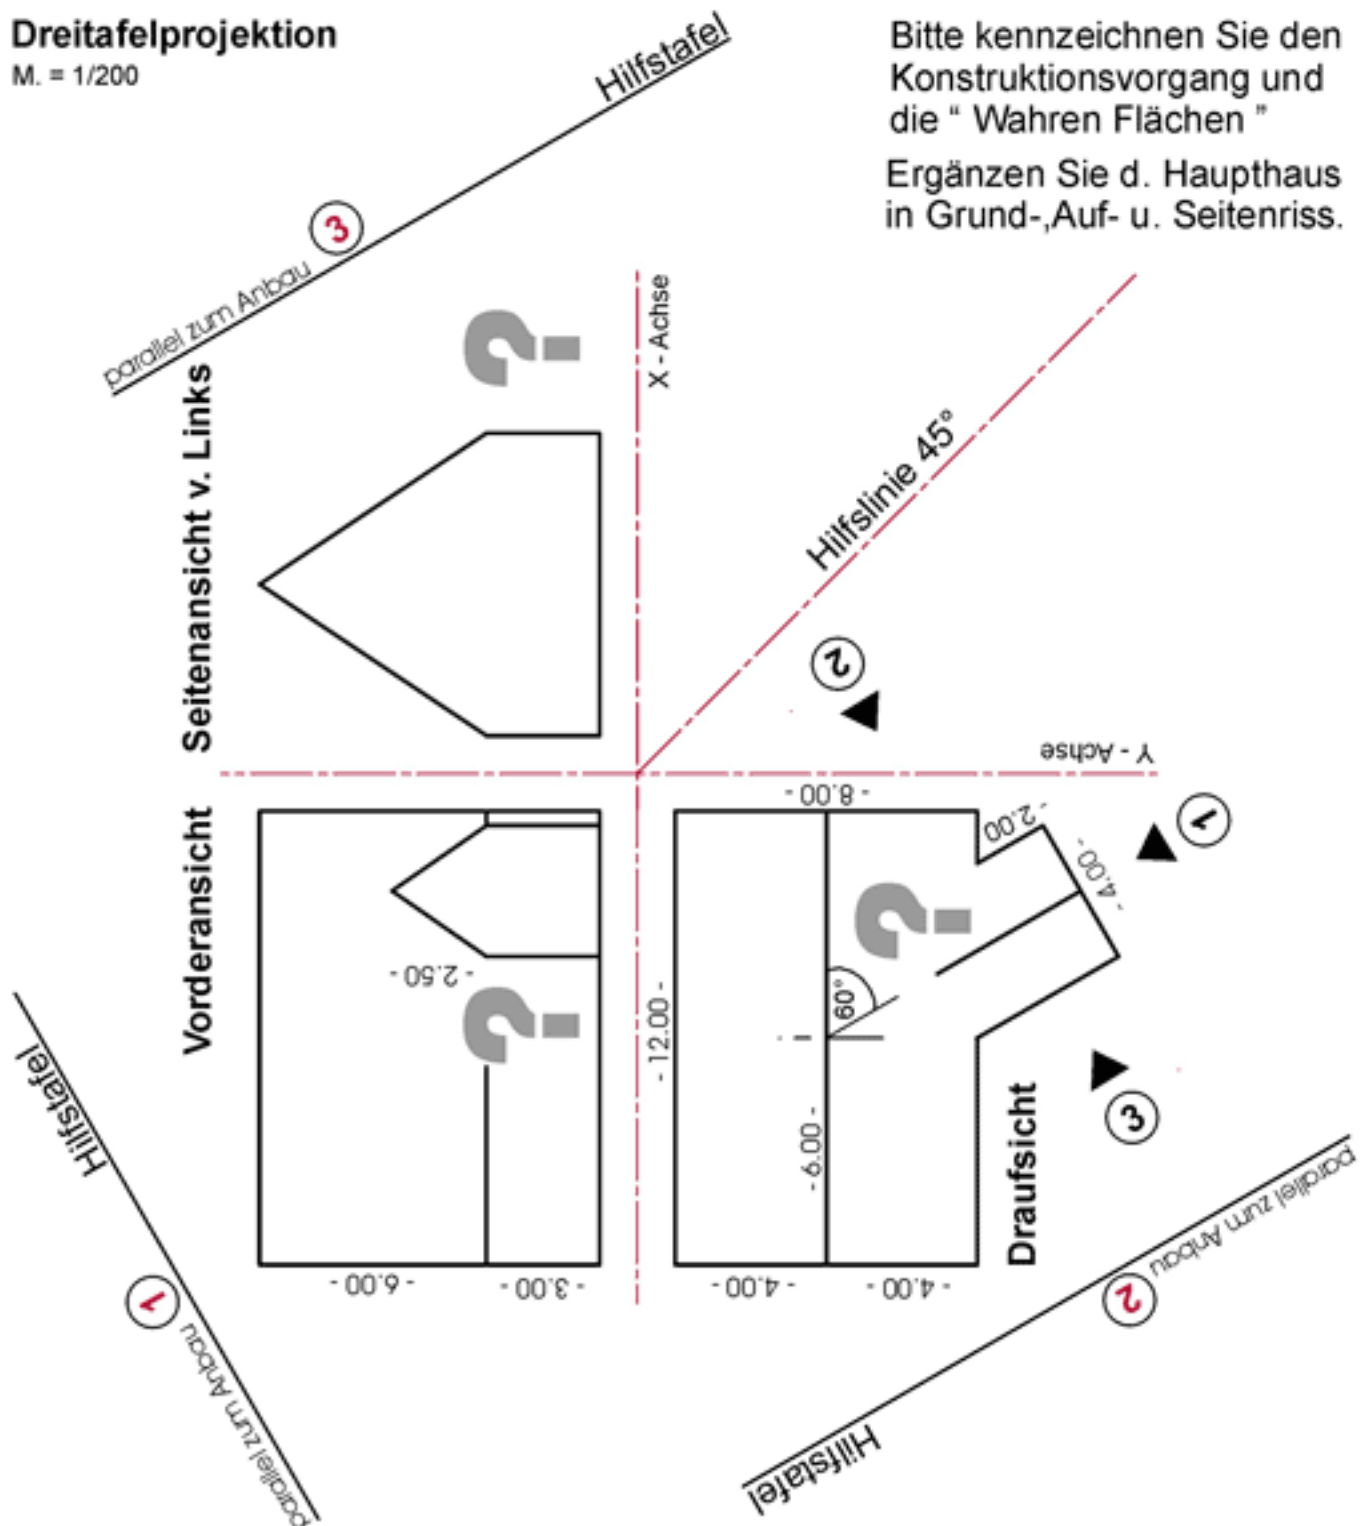 Dreitafelprojektion
M. = 1/200
Bitte kennzeichnen Sie den
Konstruktionsvorgang und
die “ Wahren Flächen ”
Ergänzen Sie d. Haupthaus
in Grund-,Auf- u. Seitenriss.
Hilfstafel
3
parallel zum Anbau
?
X - Achse
Seitenansicht v. Links
Hilfslinie 45°
2
Y - Achse
Vorderansicht
- 8.00 -
- 2.00 -
1
- 4.00 -
?
- 2.50 -
?
60°
- 12.00 -
- 6.00 -
Draufsicht
3
Hilfstafel
1
parallel zum Anbau
- 6.00 -
- 3.00 -
- 4.00 -
- 4.00 -
2
parallel zum Anbau
Hilfstafel